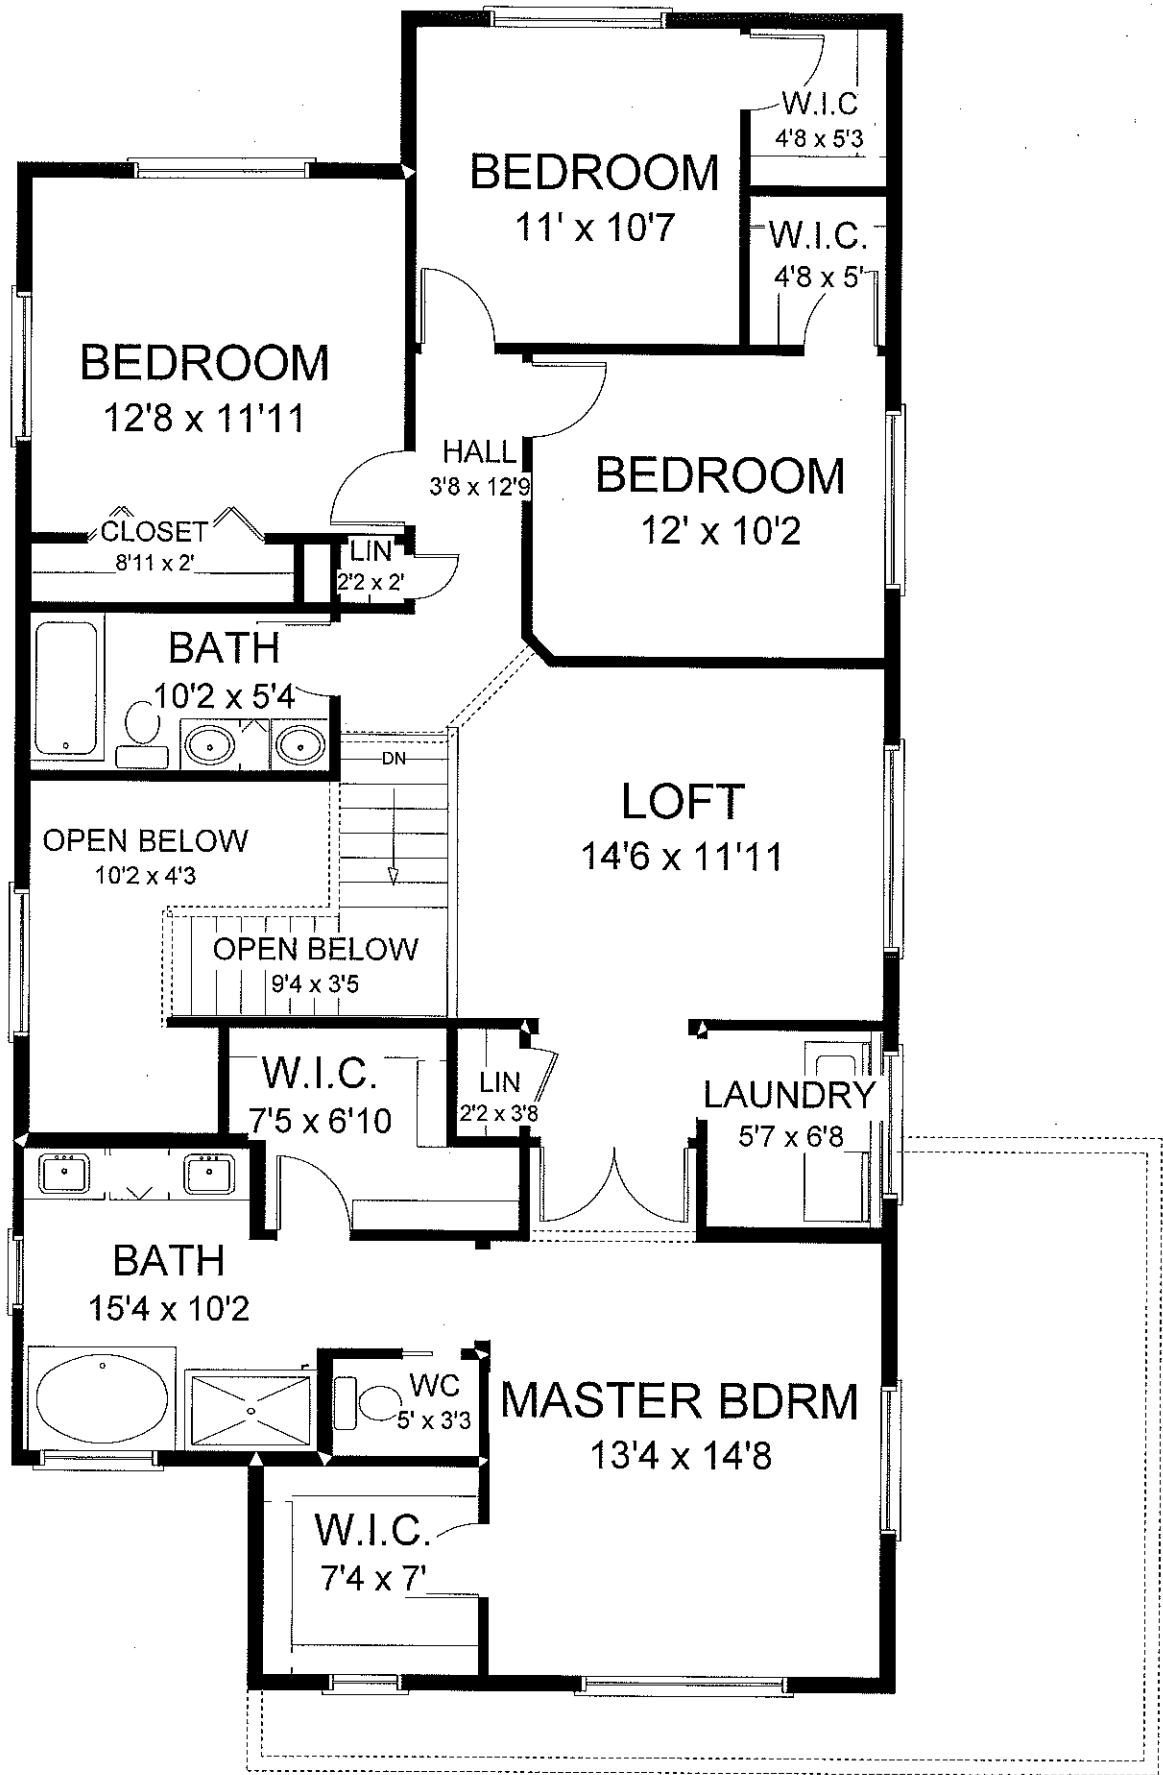 W.I.C
4'8 x 5'3
BEDROOM
11' x 10'7
W.I.C.
4'8 x 5'
BEDROOM
12'8 x 11'11
HALL
3'8 x 12'9
BEDROOM
12' x 10'2
CLOSET
8'11 x 2'
LIN
2'2 x 2'
BATH
10'2 x 5'4
DN
LOFT
14'6 x 11'11
OPEN BELOW
10'2 x 4'3
OPEN BELOW
9'4 x 3'5
W.I.C.
7'5 x 6'10
LIN
2'2 x 3'8
LAUNDRY
5'7 x 6'8
BATH
15'4 x 10'2
WC
5' x 3'3
MASTER BDRM
13'4 x 14'8
W.I.C.
7'4 x 7'